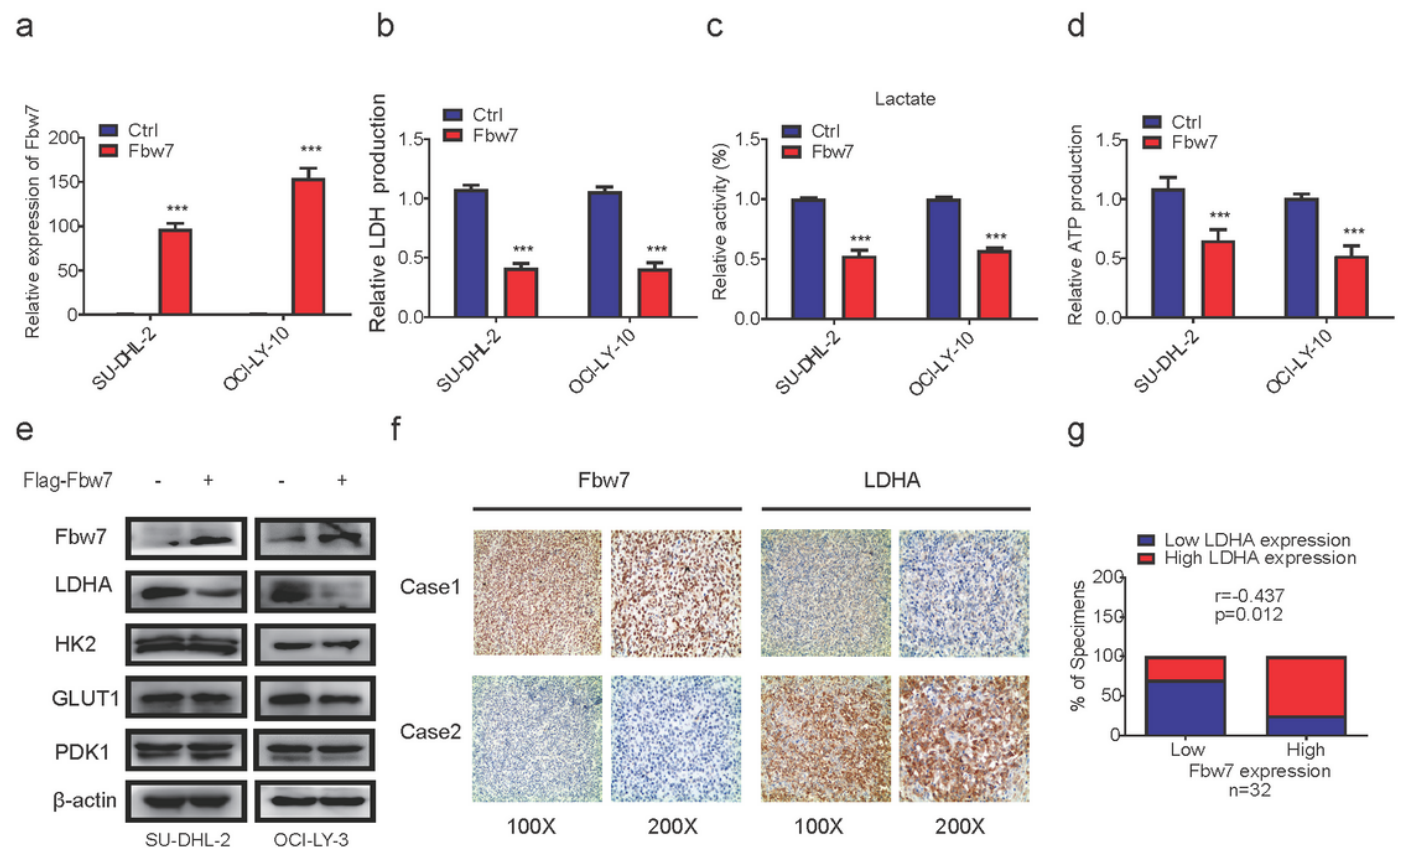 a
Relative expression of Fbw7
200
150
100
50
0
Ctrl
Fbw7
***
***
SU-DHL-2
OCI-LY-10
b
Relative LDH production
1.5
1.0
0.5
0.0
Ctrl
Fbw7
***
***
SU-DHL-2
OCI-LY-10
c
Lactate
Relative activity (%)
1.5
1.0
0.5
0.0
Ctrl
Fbw7
***
***
SU-DHL-2
OCI-LY-10
d
Relative ATP production
1.5
1.0
0.5
0.0
Ctrl
Fbw7
***
***
SU-DHL-2
OCI-LY-10
e
Flag-Fbw7 - + - +
Fbw7
LDHA
HK2
GLUT1
PDK1
β-actin
SU-DHL-2 OCI-LY-3
f
Fbw7 LDHA
Case1
Case2
100X 200X 100X 200X
g
Low LDHA expression
High LDHA expression
% of Specimens
200
150
100
50
0
r=-0.437
p=0.012
Low High
Fbw7 expression
n=32